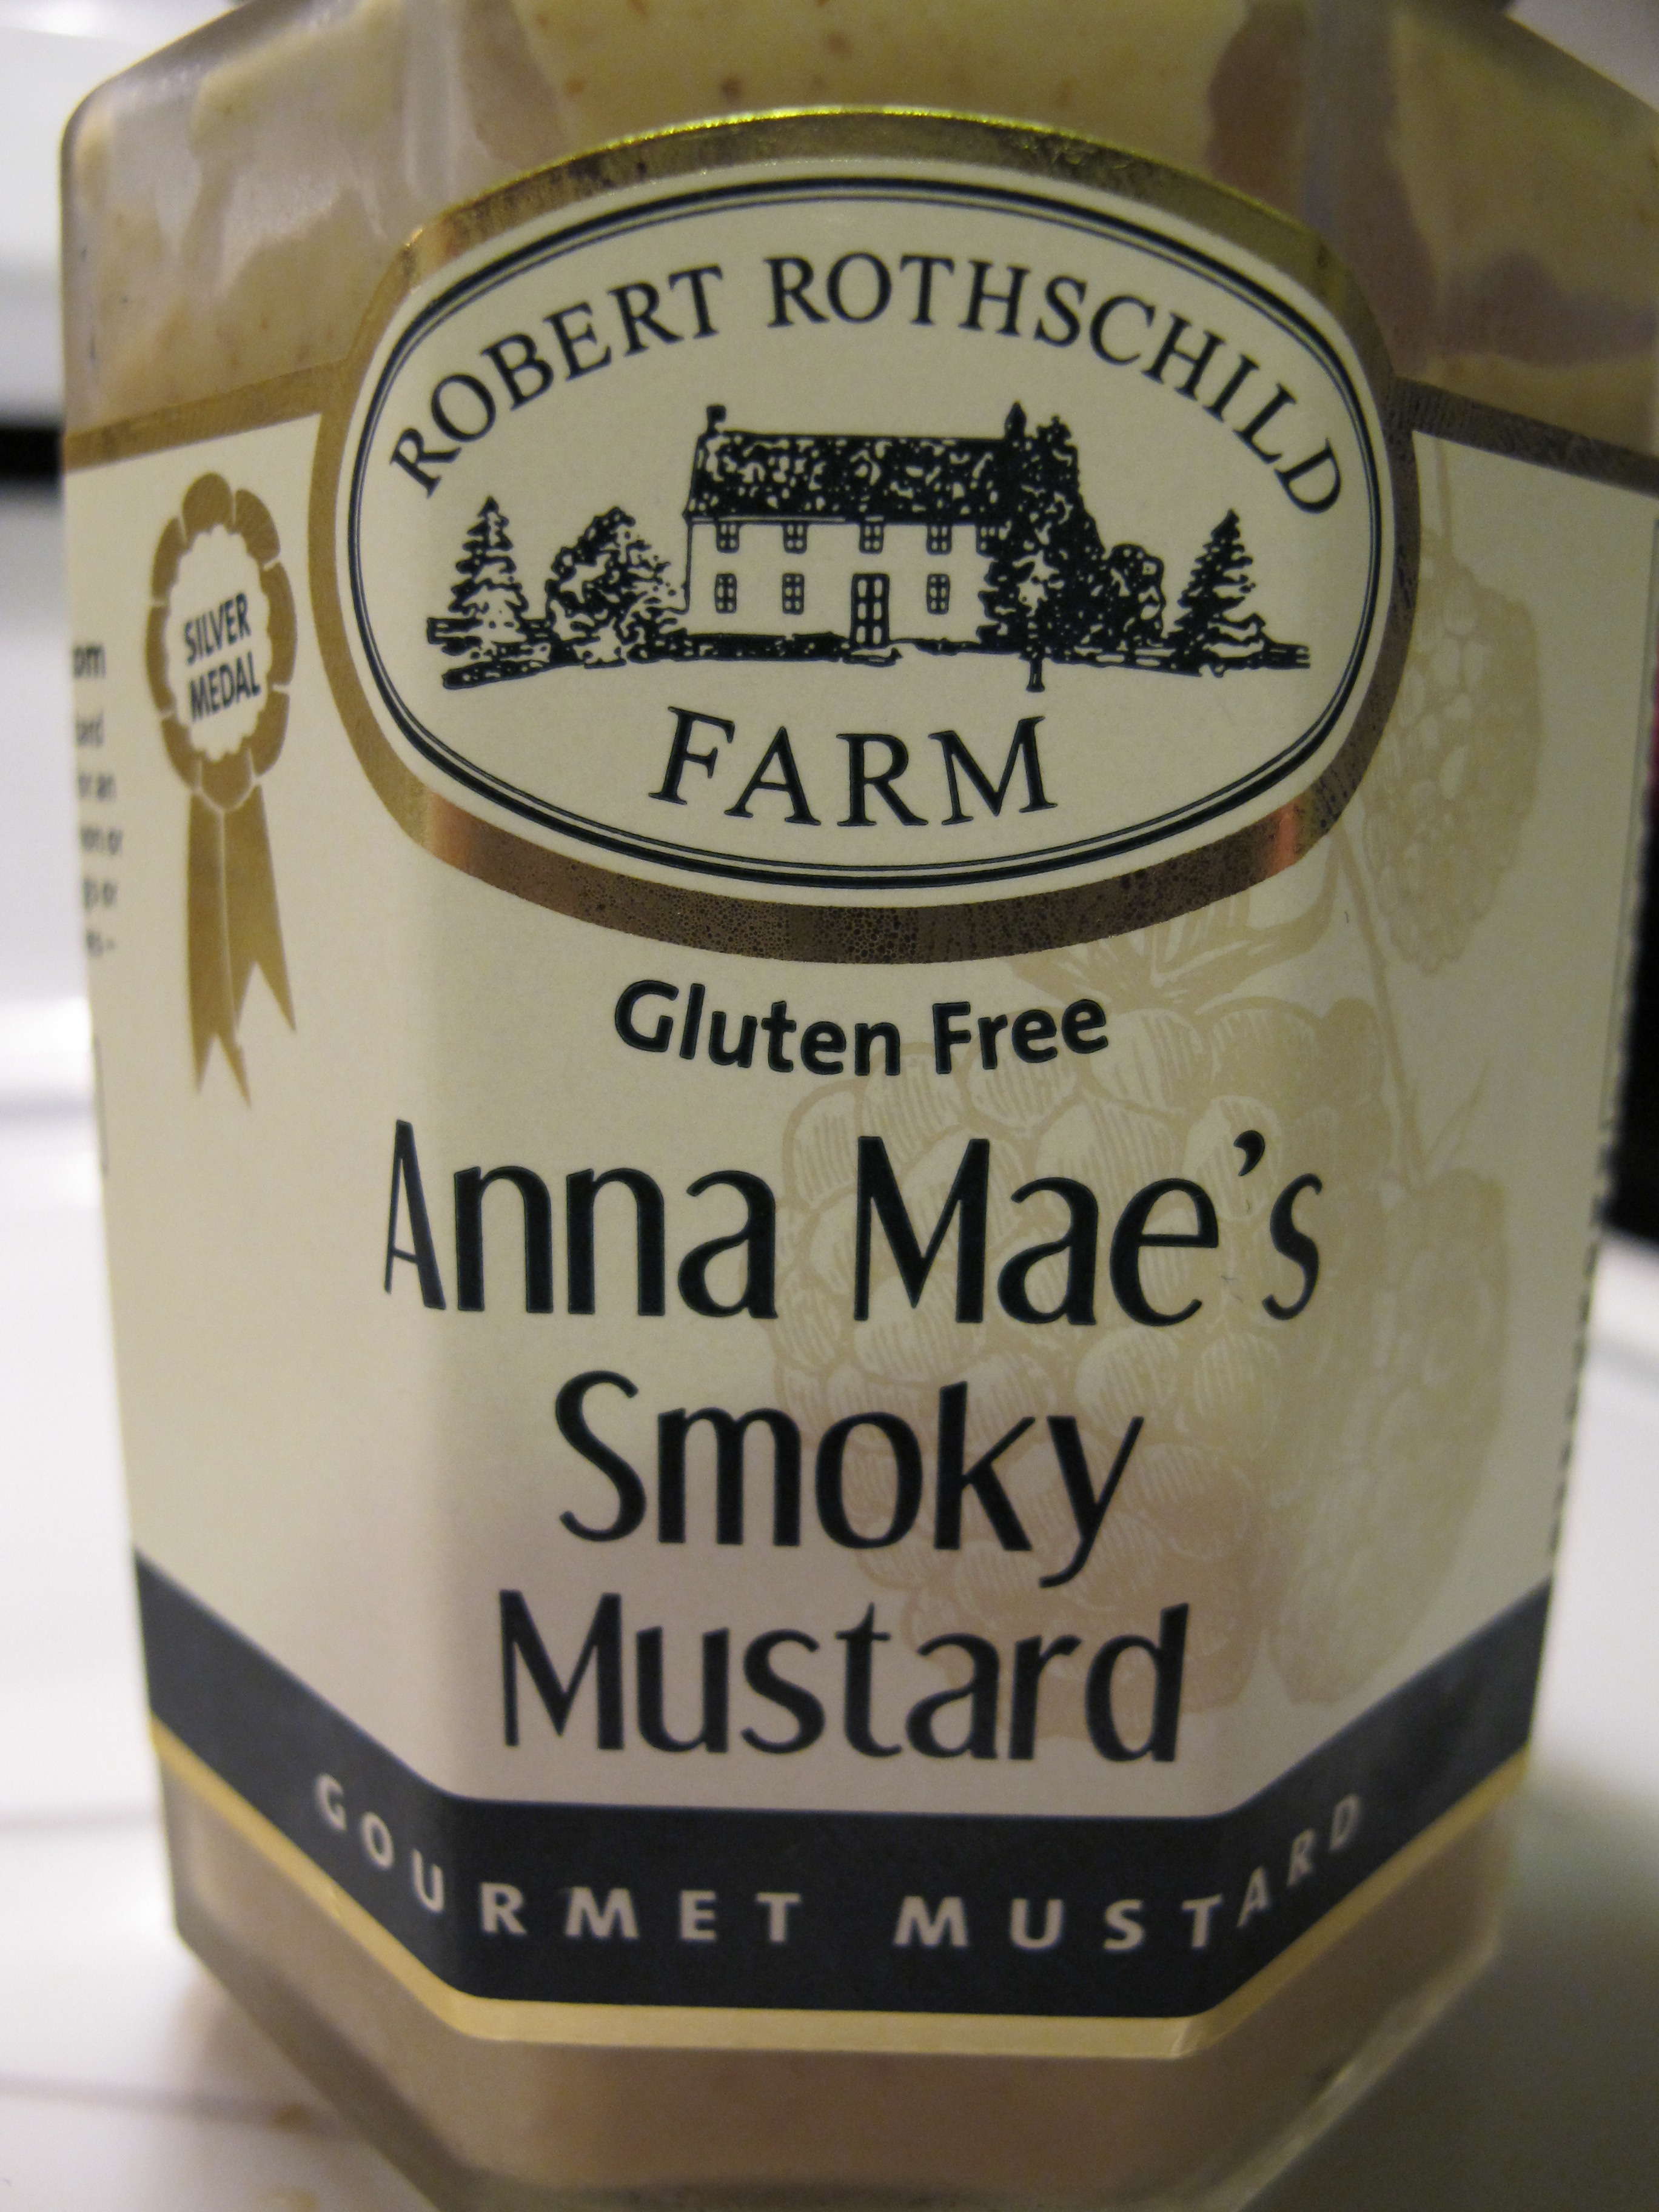 ROBERT ROTHSCHILD
FARM
SILVER
MEDAL
Gluten Free
Anna Mae's
Smoky
Mustard
GOURMET MUSTARD